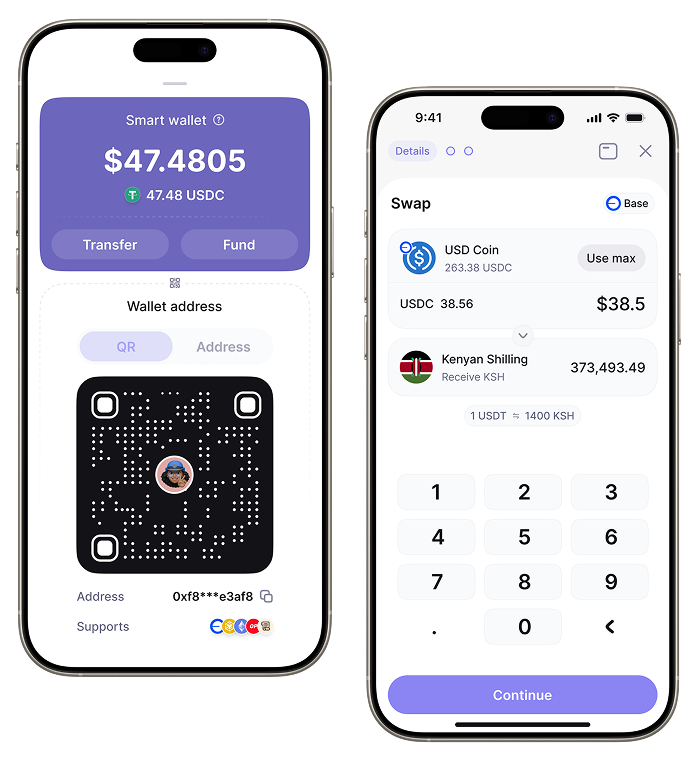 Smart wallet
$47.4805
47.48 USDC
Transfer Fund
Wallet address
QR Address
Address 0xf8***e3af8
Supports
OP
9:41
Details
Swap Base
USD Coin
263.38 USDC
Use max
USDC 38.56 $38.5
Kenyan Shilling
Receive KSH
373,493.49
1 USDT ≒ 1400 KSH
1 2 3
4 5 6
7 8 9
. 0 <
Continue